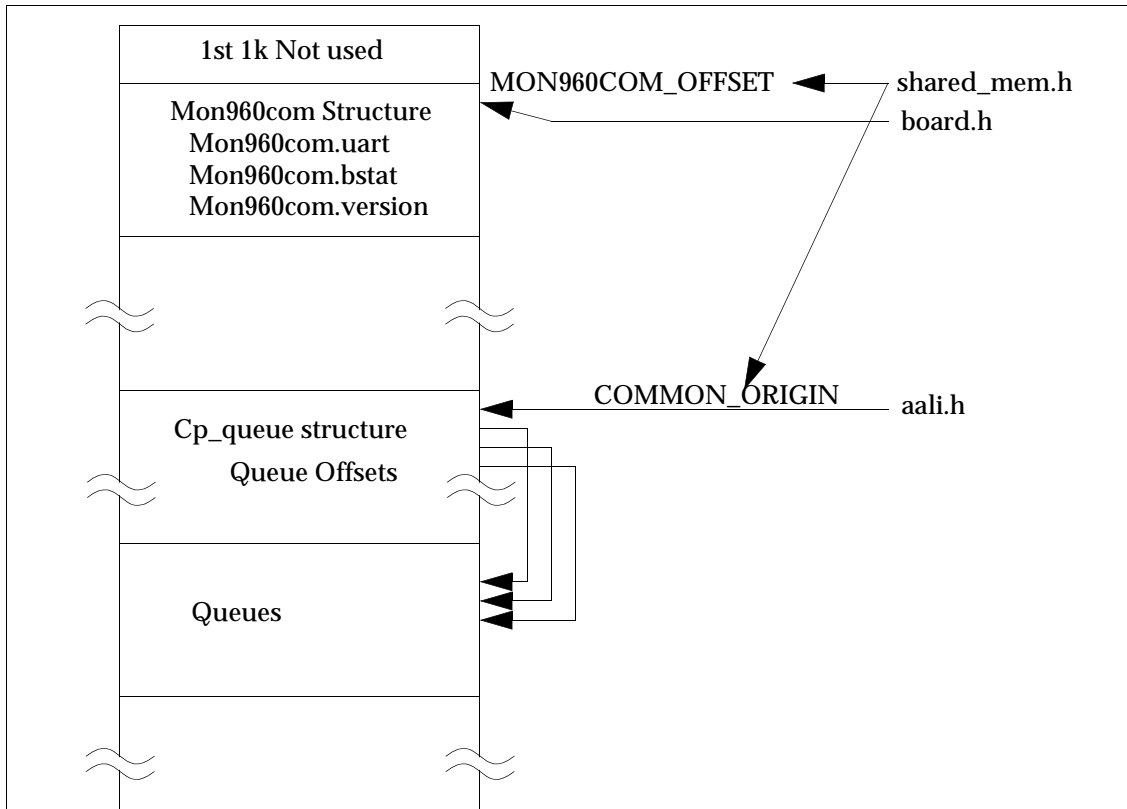 1st 1k Not used
MON960COM_OFFSET
shared_mem.h
Mon960com Structure
board.h
Mon960com.uart
Mon960com.bstat
Mon960com.version
COMMON_ORIGIN
aali.h
Cp_queue structure
Queue Offsets
Queues